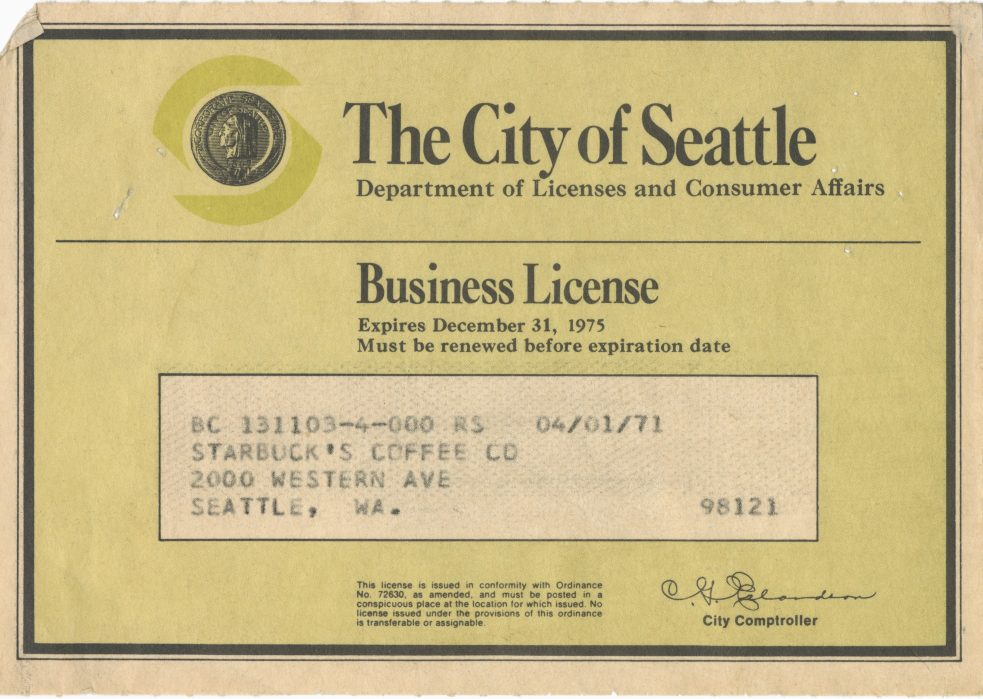 The City of Seattle
Department of Licenses and Consumer Affairs
Business License
Expires December 31, 1975
Must be renewed before expiration date
BC 131103-4-000 RS 04/01/71
STARBUCK'S COFFEE CO
2000 WESTERN AVE
SEATTLE, WA. 98121
This license is issued in conformity with Ordinance
No. 72630, as amended, and must be posted in a
conspicuous place at the location for which issued. No
license issued under the provisions of this ordinance
is transferable or assignable.
City Comptroller